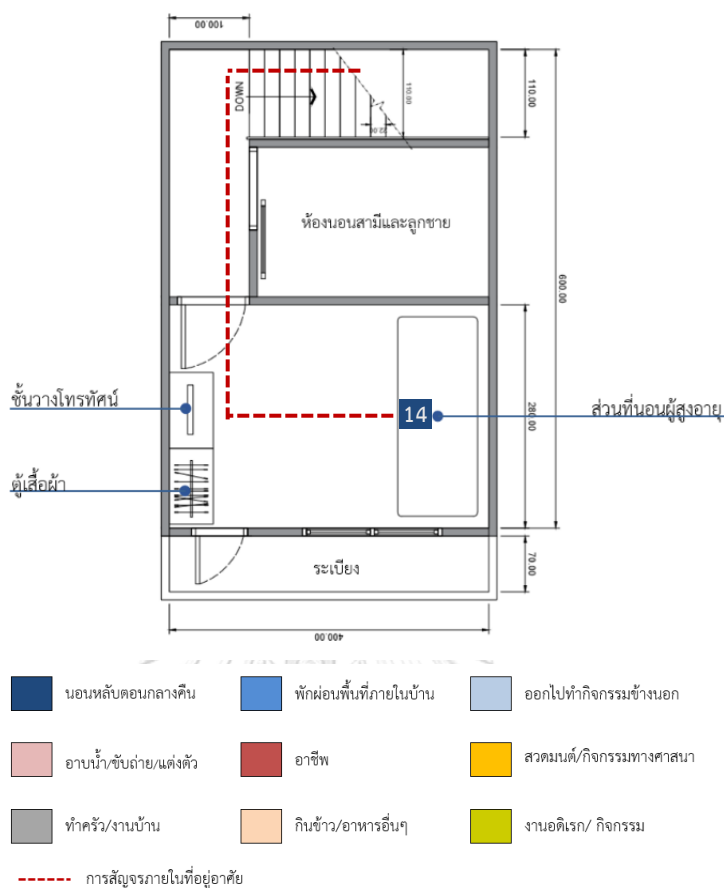 100.00
DOWN
110.00
22.00
110.00
ห้องนอนสามีและลูกชาย
600.00
ชั้นวางโทรทัศน์
14
280.00
ส่วนที่นอนผู้สูงอายุ
ตู้เสื้อผ้า
ระเบียง
70.00
400.00
นอนหลับตอนกลางคืน
พักผ่อนพื้นที่ภายในบ้าน
ออกไปทำกิจกรรมข้างนอก
อาบน้ำ/ขับถ่าย/แต่งตัว
อาชีพ
สวดมนต์/กิจกรรมทางศาสนา
ทำครัว/งานบ้าน
กินข้าว/อาหารอื่นๆ
งานอดิเรก/ กิจกรรม
การสัญจรภายในที่อยู่อาศัย